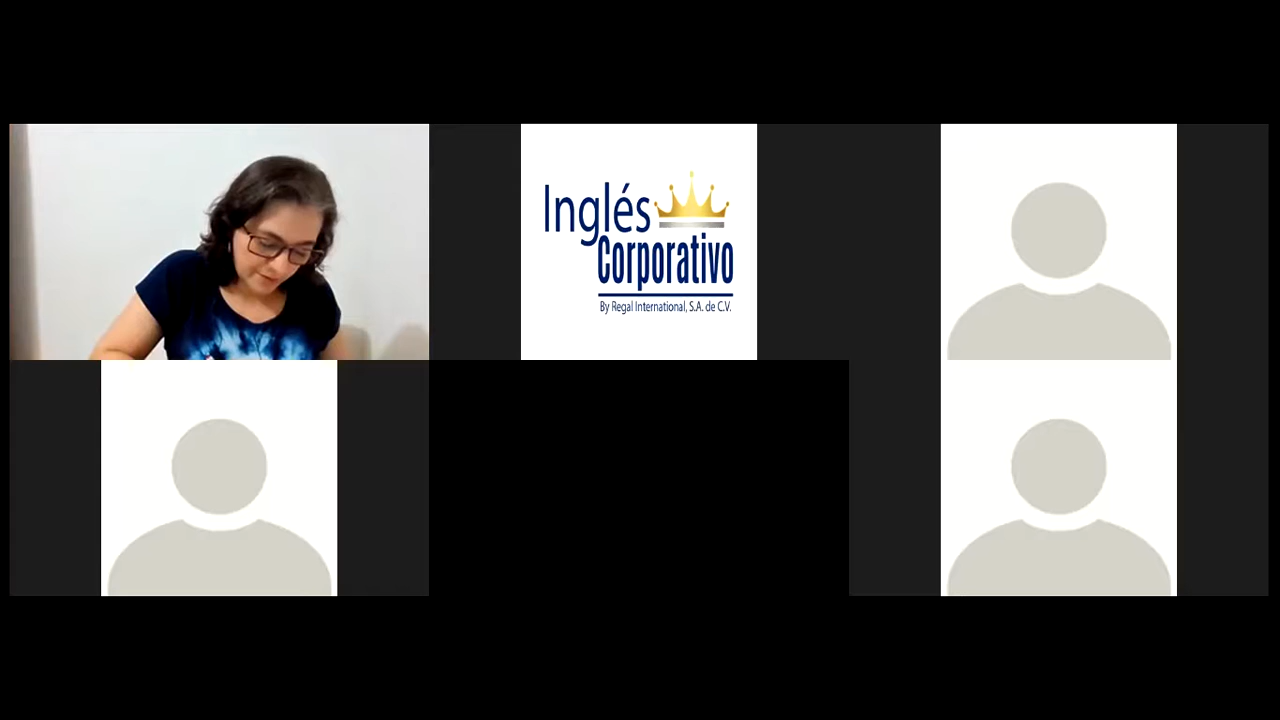 Inglés
Corporativo
By Regal International, S.A. de C.V.